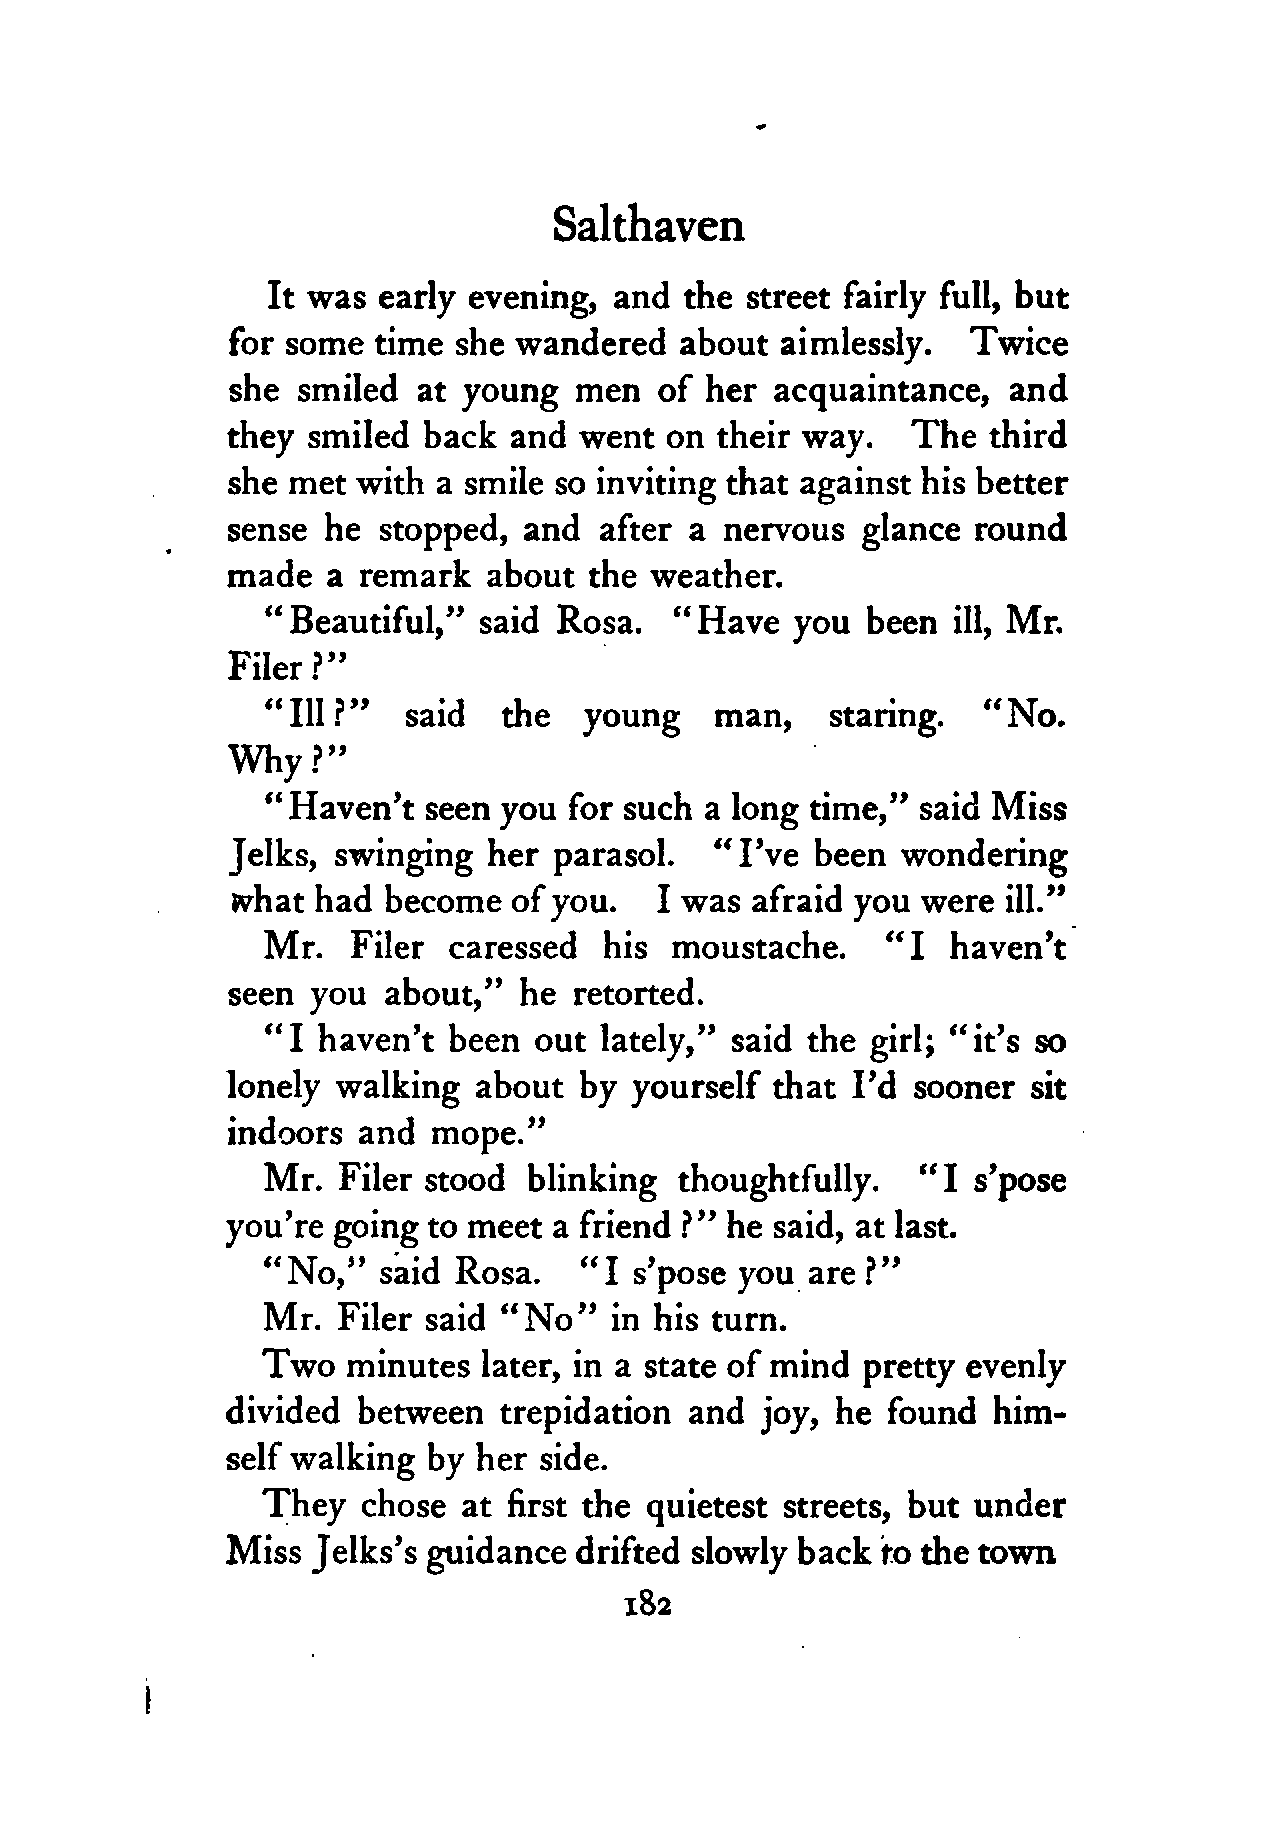 Salthaven
It was early evening, and the street fairly full, but
for some time she wandered about aimlessly. Twice
she smiled at young men of her acquaintance, and
they smiled back and went on their way. The third
she met with a smile so inviting that against his better
sense he stopped, and after a nervous glance round
made a remark about the weather.
"Beautiful," said Rosa. "Have you been ill, Mr.
Filer?"
"Ill?" said the young man, staring. "No.
Why?"
"Haven't seen you for such a long time," said Miss
Jelks, swinging her parasol. "I've been wondering
what had become of you. I was afraid you were ill."
Mr. Filer caressed his moustache. "I haven't
seen you about," he retorted.
"I haven't been out lately," said the girl; "it's so
lonely walking about by yourself that I'd sooner sit
indoors and mope."
Mr. Filer stood blinking thoughtfully. "I s'pose
you're going to meet a friend?" he said, at last.
"No," said Rosa. "I s'pose you are?"
Mr. Filer said "No" in his turn.
Two minutes later, in a state of mind pretty evenly
divided between trepidation and joy, he found him-
self walking by her side.
They chose at first the quietest streets, but under
Miss Jelks's guidance drifted slowly back to the town
182